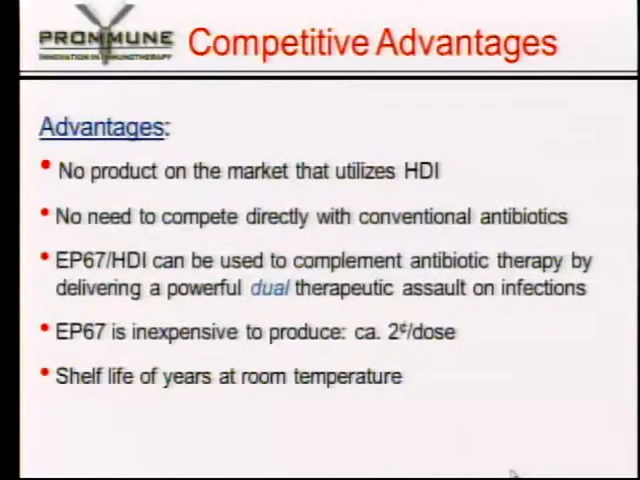 PROMMUNE
INNOVATION IN IMMUNOTHERAPY
Competitive Advantages
Advantages:
• No product on the market that utilizes HDI
• No need to compete directly with conventional antibiotics
• EP67/HDI can be used to complement antibiotic therapy by
delivering a powerful dual therapeutic assault on infections
• EP67 is inexpensive to produce: ca. 2¢/dose
• Shelf life of years at room temperature